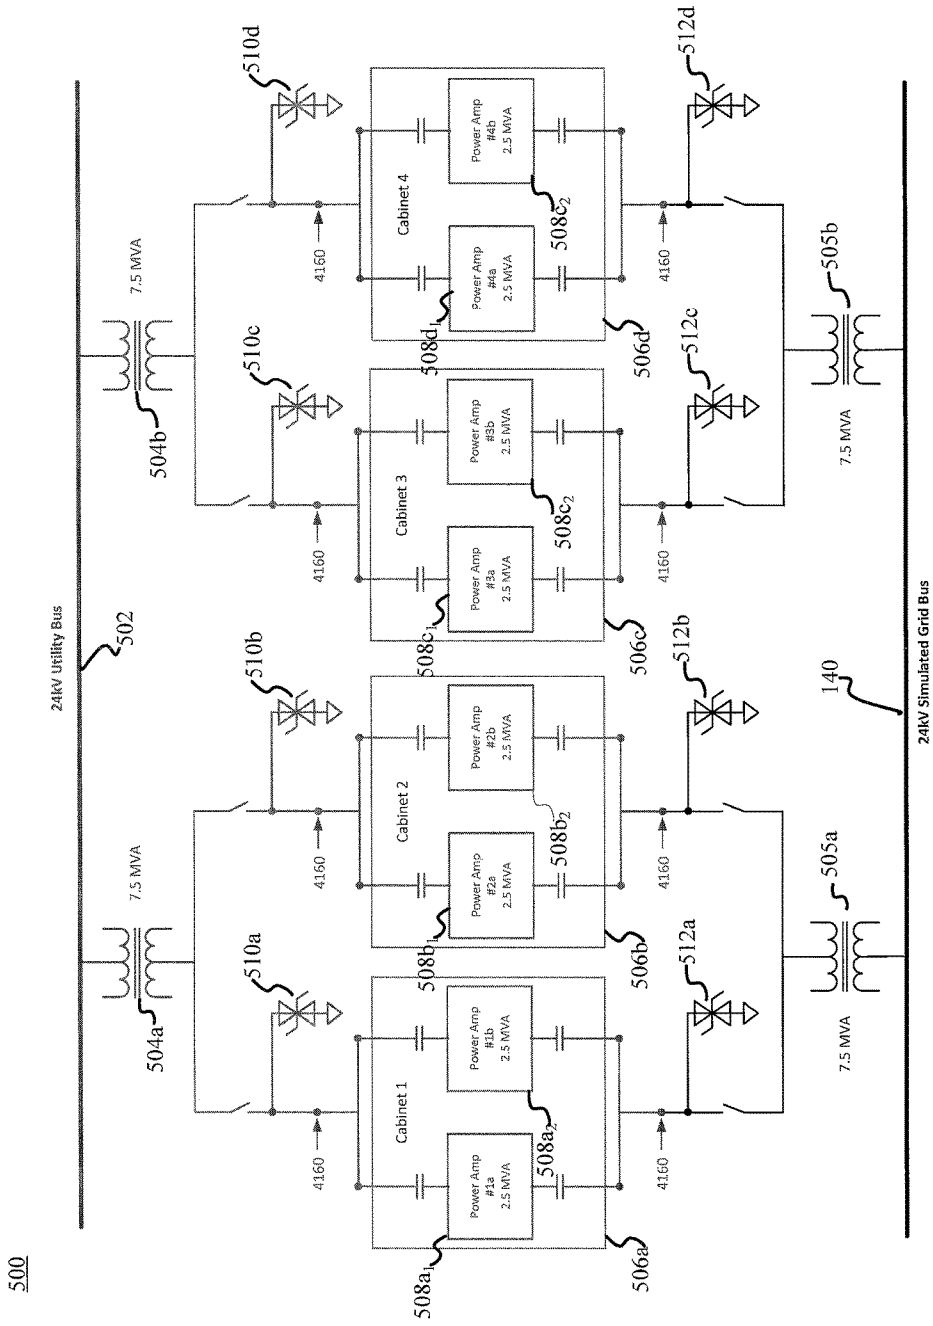 500
24kV Utility Bus
502
7.5 MVA
7.5 MVA
504a
504b
510a
510b
510c
510d
4160
4160
4160
4160
Cabinet 1
Cabinet 2
Cabinet 3
Cabinet 4
508a1
508b1
508c1
508d1
Power Amp
#1a
2.5 MVA
Power Amp
#1b
2.5 MVA
Power Amp
#2a
2.5 MVA
Power Amp
#2b
2.5 MVA
Power Amp
#3a
2.5 MVA
Power Amp
#3b
2.5 MVA
Power Amp
#4a
2.5 MVA
Power Amp
#4b
2.5 MVA
508a2
508b2
508c2
508c2
506a
506b
506c
506d
4160
4160
4160
4160
512a
512b
512c
512d
505a
140
505b
7.5 MVA
7.5 MVA
24kV Simulated Grid Bus